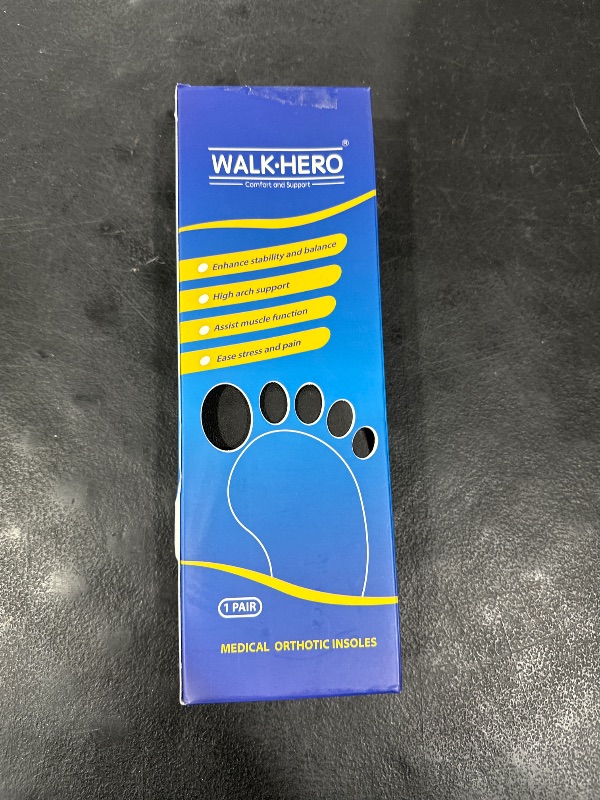 WALK·HERO®
Comfort and Support
Enhance stability and balance
High arch support
Assist muscle function
Ease stress and pain
1 PAIR
MEDICAL ORTHOTIC INSOLES